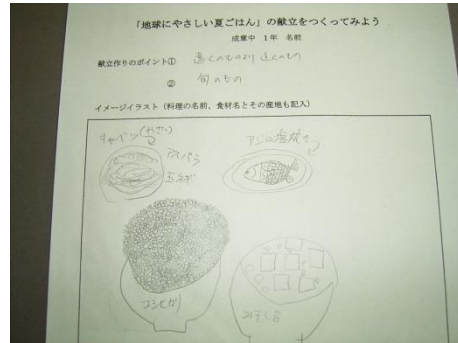 「地球にやさしい夏ごはん」の献立をつくってみよう
成章中 1年 名前
献立作りのポイント① 遠くのものより 近くのもの
② 旬のもの
イメージイラスト(料理の名前、食材名とその産地も記入)
キャベツ(やさい)
アジの塩焼き
アスパラ
玉ネギ
コシヒカリ
みそしる